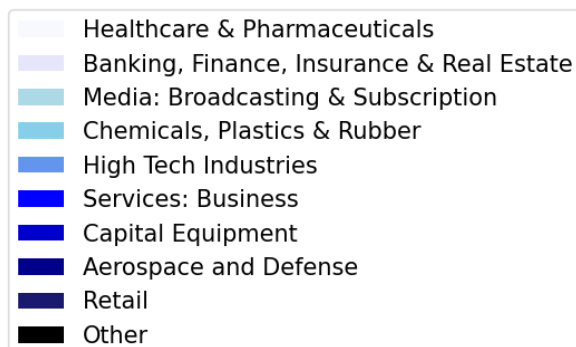 Healthcare & Pharmaceuticals
Banking, Finance, Insurance & Real Estate
Media: Broadcasting & Subscription
Chemicals, Plastics & Rubber
High Tech Industries
Services: Business
Capital Equipment
Aerospace and Defense
Retail
Other